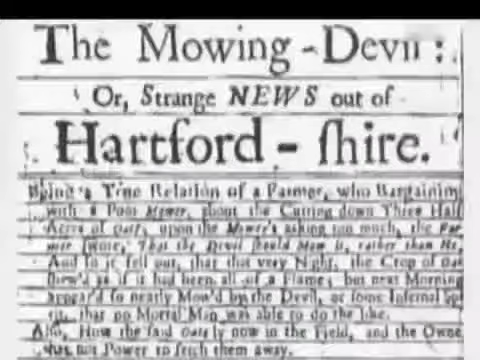 The Mowing-Devil:
Or, Strange NEWS out of
Hartford-shire.
Being a True Relation of a Farmer, who Bargaining
with a Poor Mower, about the Cutting down Three Half
Acres of Oats, upon the Mower's asking too much, the Far-
mer swore, That the Devil should Mow it, rather than He.
And so it fell out, that that very Night, the Crop of Oat
shew'd as if it had been all of a Flame; but next Morning
appear'd so neatly Mow'd by the Devil, or some Infernal Spi-
rit, that no Mortal Man was able to do the like.
Also, How the said Oats ly now in the Field, and the Owner
has not Power to fetch them away.